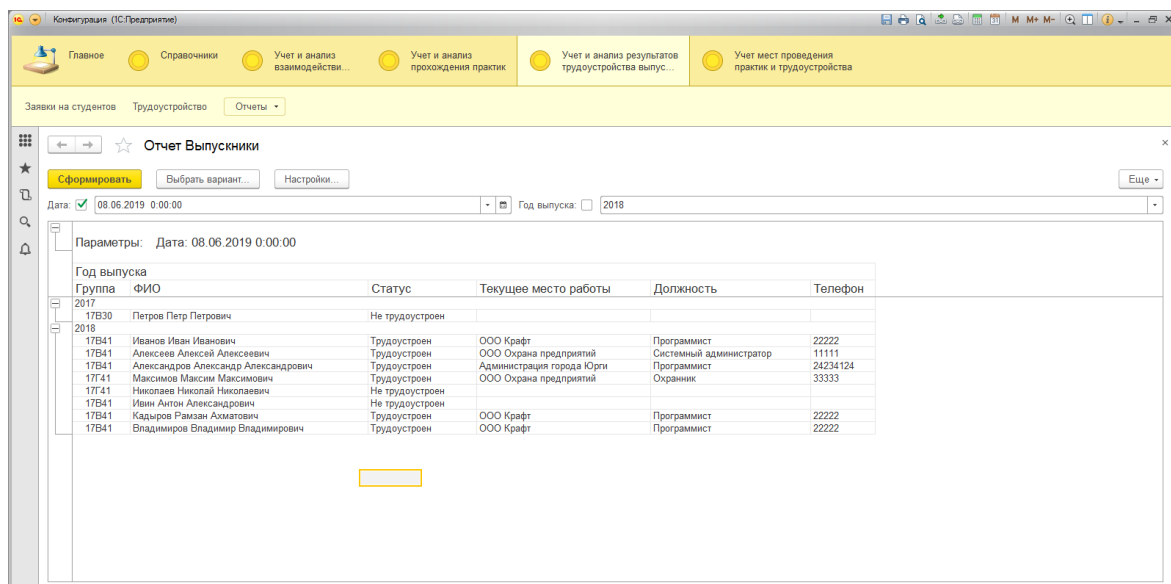 Конфигурация (1С:Предприятие) M M+ M-
Главное Справочники Учет и анализ взаимодействи... Учет и анализ прохождения практик Учет и анализ результатов трудоустройства выпус... Учет мест проведения практик и трудоустройства
Заявки на студентов Трудоустройство Отчеты
Отчет Выпускники
Сформировать Выбрать вариант... Настройки... Еще
Дата: 08.06.2019 0:00:00 Год выпуска: 2018
Параметры: Дата: 08.06.2019 0:00:00
Год выпуска
Группа ФИО Статус Текущее место работы Должность Телефон
2017
17В30 Петров Петр Петрович Не трудоустроен
2018
17В41 Иванов Иван Иванович Трудоустроен ООО Крафт Программист 22222
17В41 Алексеев Алексей Алексеевич Трудоустроен ООО Охрана предприятий Системный администратор 11111
17В41 Александров Александр Александрович Трудоустроен Администрация города Юрги Программист 24234124
17Г41 Максимов Максим Максимович Трудоустроен ООО Охрана предприятий Охранник 33333
17Г41 Николаев Николай Николаевич Не трудоустроен
17В41 Ивин Антон Александрович Не трудоустроен
17В41 Кадыров Рамзан Ахматович Трудоустроен ООО Крафт Программист 22222
17В41 Владимиров Владимир Владимирович Трудоустроен ООО Крафт Программист 22222